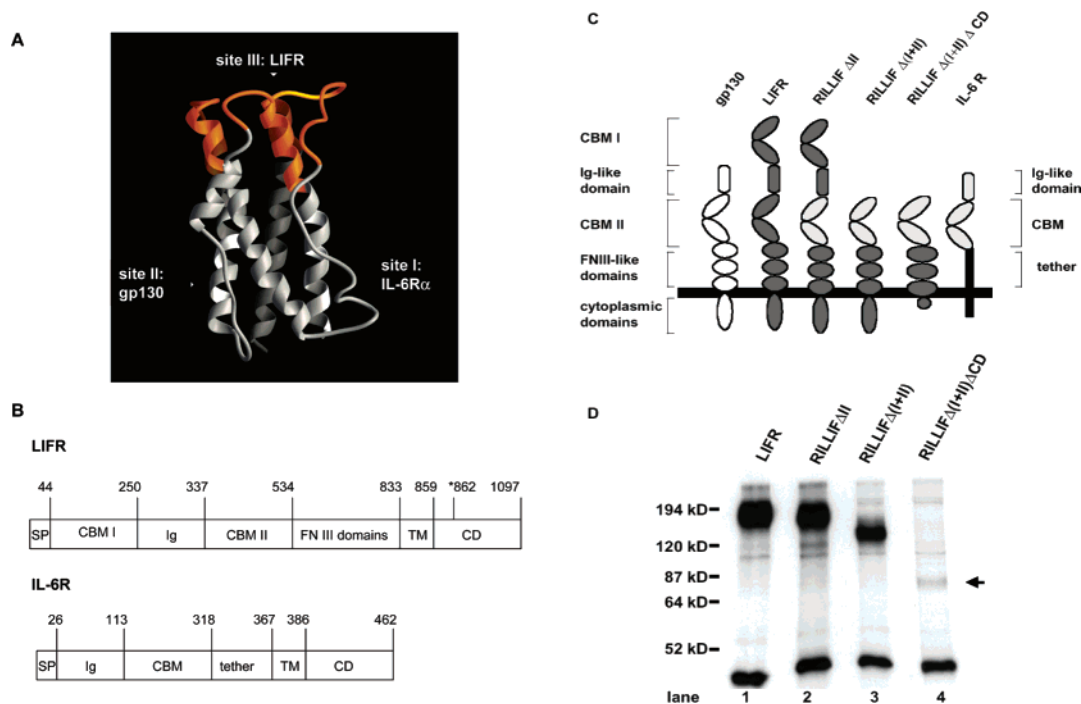 A
site III: LIFR
site II:
gp130
site I:
IL-6Rα
B
LIFR
44 250 337 534 833 859 *862 1097
SP CBM I Ig CBM II FN III domains TM CD
IL-6R
26 113 318 367 386 462
SP Ig CBM tether TM CD
C
gp130 LIFR RILLIF ΔII RILLIF Δ(I+II) RILLIF Δ(I+II) Δ CD IL-6 R
CBM I
Ig-like
domain
CBM II
FNIII-like
domains
cytoplasmic
domains
Ig-like
domain
CBM
tether
D
LIFR RILLIFΔII RILLIFΔ(I+II) RILLIFΔ(I+II)ΔCD
194 kD
120 kD
87 kD
64 kD
52 kD
lane 1 2 3 4